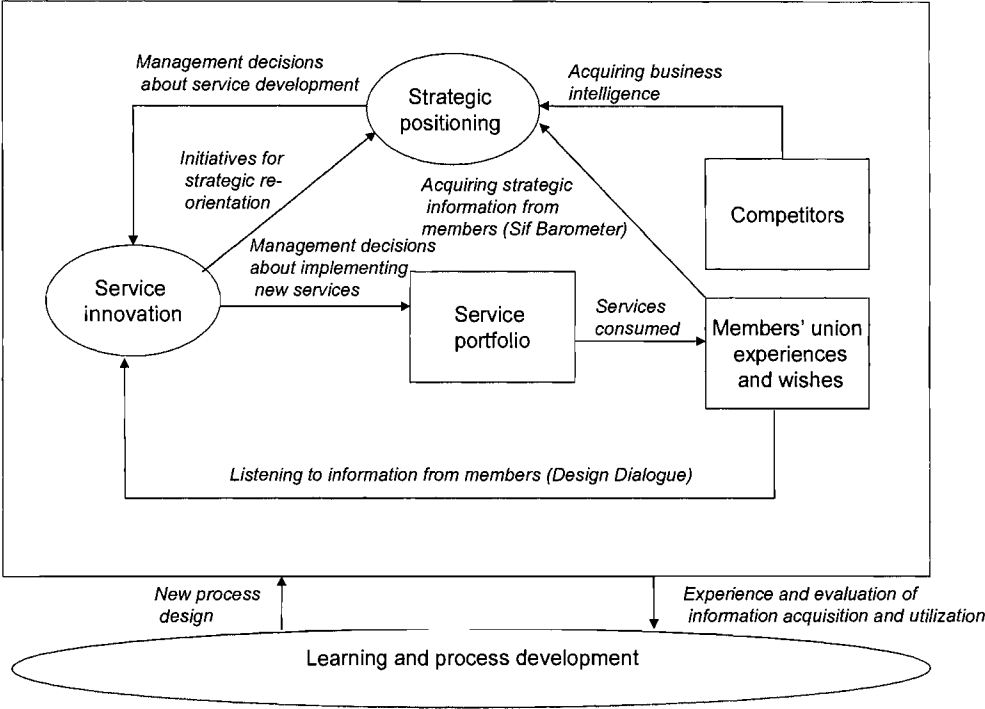 Management decisions
about service development
Strategic
positioning
Acquiring business
intelligence
Initiatives for
strategic re-
orientation
Acquiring strategic
information from
members (Sif Barometer)
Competitors
Management decisions
about implementing
new services
Service
innovation
Service
portfolio
Services
consumed
Members' union
experiences
and wishes
Listening to information from members (Design Dialogue)
New process
design
Experience and evaluation of
information acquisition and utilization
Learning and process development